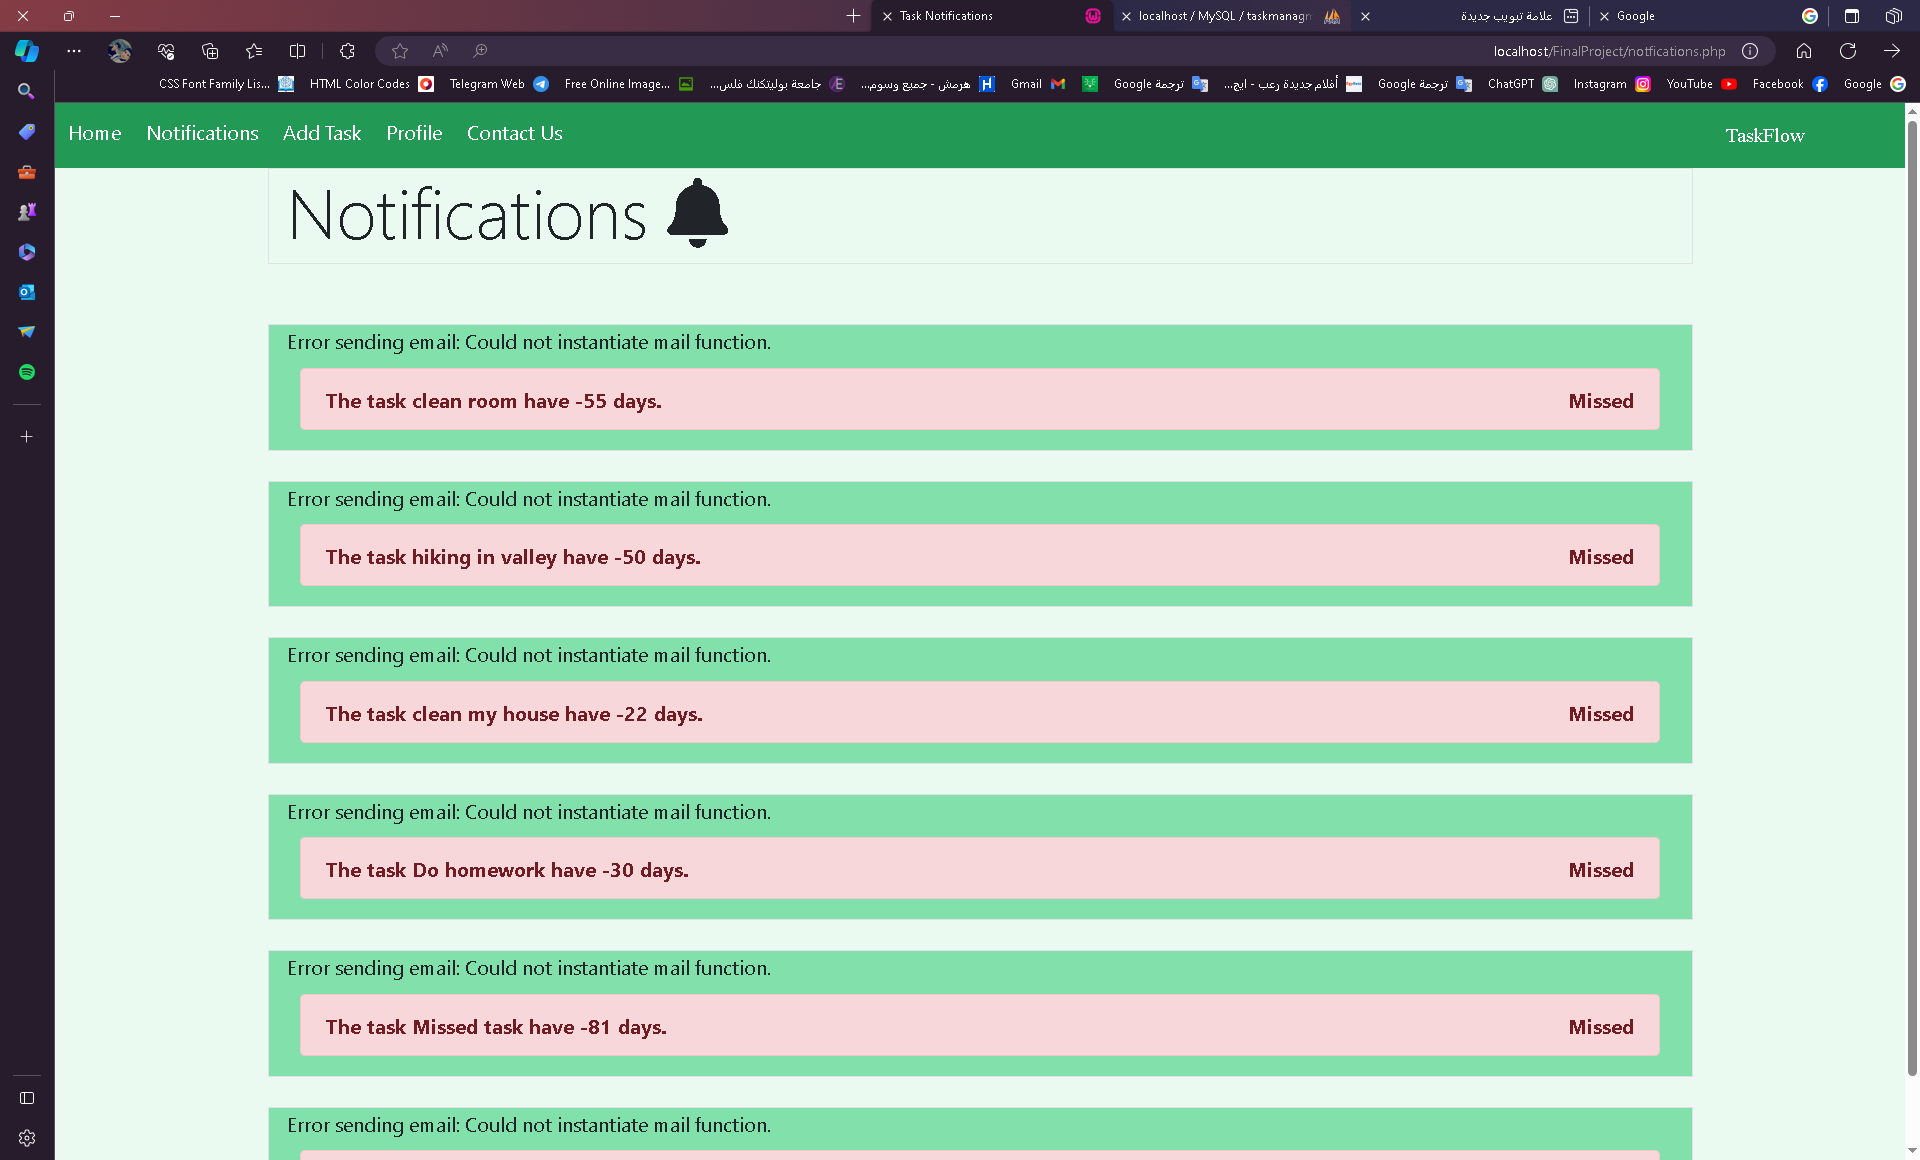 Task Notifications
localhost / MySQL / taskmanagn
علامة تبويب جديدة
Google
localhost/FinalProject/notfications.php
CSS Font Family Lis...
HTML Color Codes
Telegram Web
Free Online Image...
جامعة بوليتكنك فلس...
هرمش - جميع وسوم...
Gmail
ترجمة Google
أفلام جديدة رعب - ايج...
ترجمة Google
ChatGPT
Instagram
YouTube
Facebook
Google
Home
Notifications
Add Task
Profile
Contact Us
TaskFlow
Notifications
Error sending email: Could not instantiate mail function.
The task clean room have -55 days.
Missed
Error sending email: Could not instantiate mail function.
The task hiking in valley have -50 days.
Missed
Error sending email: Could not instantiate mail function.
The task clean my house have -22 days.
Missed
Error sending email: Could not instantiate mail function.
The task Do homework have -30 days.
Missed
Error sending email: Could not instantiate mail function.
The task Missed task have -81 days.
Missed
Error sending email: Could not instantiate mail function.